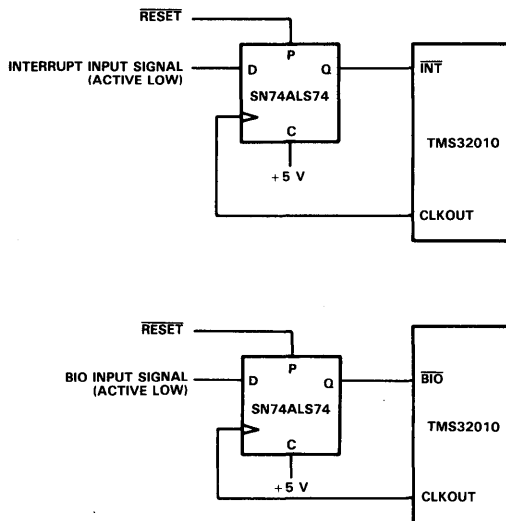 RESET
P
INTERRUPT INPUT SIGNAL
(ACTIVE LOW)
D
Q
INT
SN74ALS74
TMS32010
C
+5 V
CLKOUT
RESET
P
BIO INPUT SIGNAL
(ACTIVE LOW)
D
Q
BIO
SN74ALS74
TMS32010
C
+5 V
CLKOUT